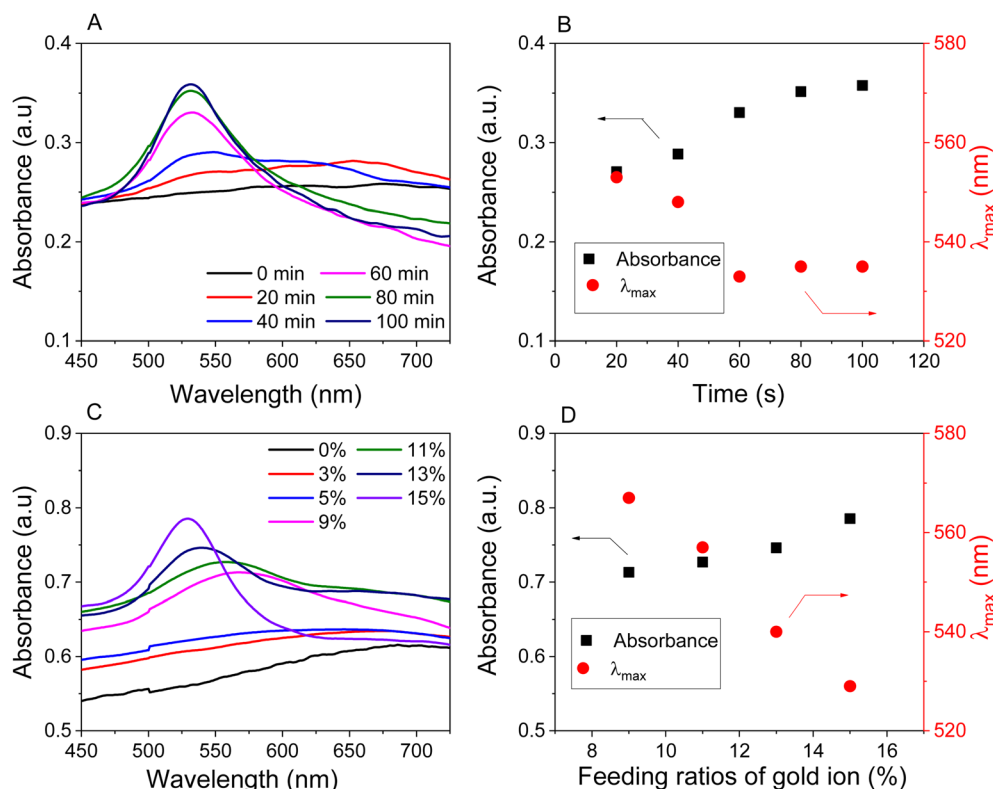 A
Absorbance (a.u)
0.4
0.3
0.2
0.1
0 min
20 min
40 min
60 min
80 min
100 min
450 500 550 600 650 700
Wavelength (nm)
B
Absorbance (a.u.)
0.4
0.3
0.2
0.1
Absorbance
λmax
580
560
540
520
λmax (nm)
0 20 40 60 80 100 120
Time (s)
C
Absorbance (a.u)
0.9
0.8
0.7
0.6
0.5
0%
3%
5%
9%
11%
13%
15%
450 500 550 600 650 700
Wavelength (nm)
D
Absorbance (a.u.)
0.9
0.8
0.7
0.6
0.5
Absorbance
λmax
580
560
540
520
λmax (nm)
8 10 12 14 16
Feeding ratios of gold ion (%)